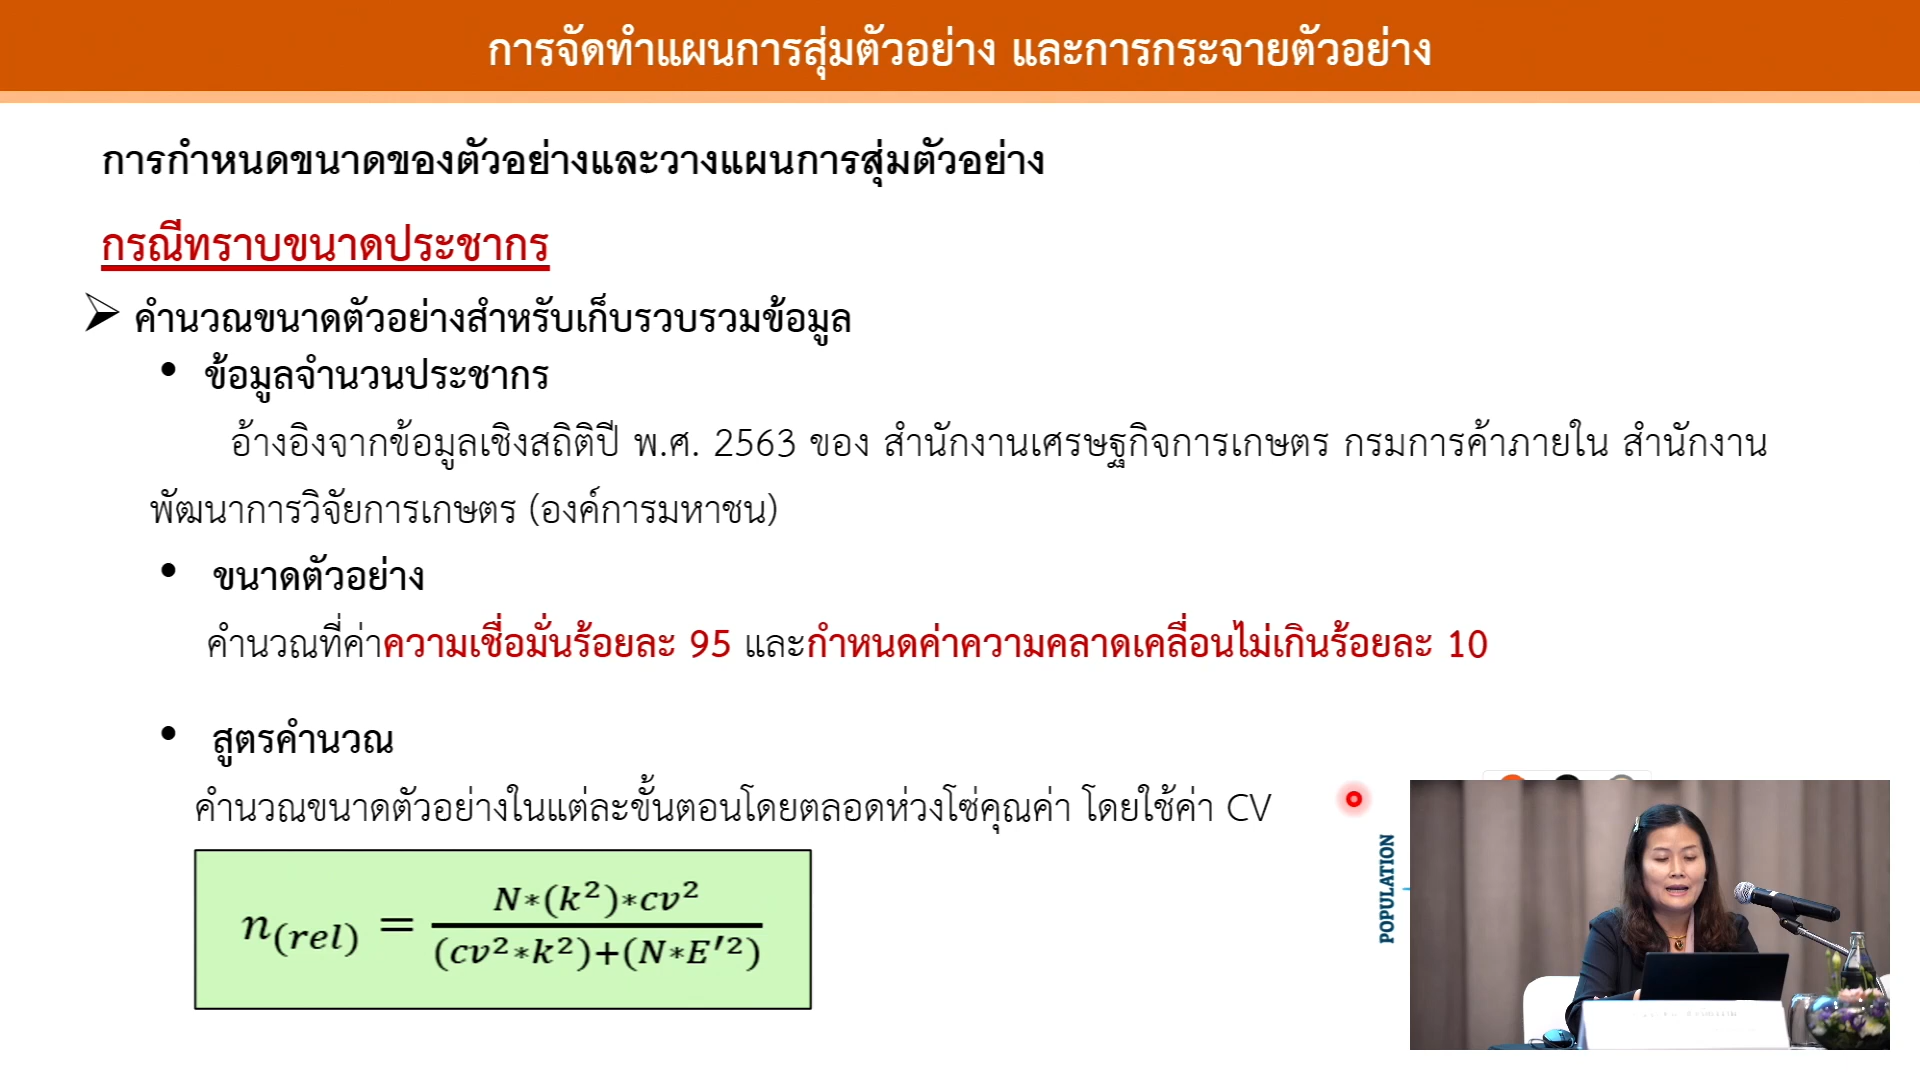 การจัดทำแผนการสุ่มตัวอย่าง และการกระจายตัวอย่าง
การกำหนดขนาดของตัวอย่างและวางแผนการสุ่มตัวอย่าง
กรณีทราบขนาดประชากร
➢ คำนวณขนาดตัวอย่างสำหรับเก็บรวบรวมข้อมูล
• ข้อมูลจำนวนประชากร
อ้างอิงจากข้อมูลเชิงสถิติปี พ.ศ. 2563 ของ สำนักงานเศรษฐกิจการเกษตร กรมการค้าภายใน สำนักงาน
พัฒนาการวิจัยการเกษตร (องค์การมหาชน)
• ขนาดตัวอย่าง
คำนวณที่ค่าความเชื่อมั่นร้อยละ 95 และกำหนดค่าความคลาดเคลื่อนไม่เกินร้อยละ 10
• สูตรคำนวณ
คำนวณขนาดตัวอย่างในแต่ละขั้นตอนโดยตลอดห่วงโซ่คุณค่า โดยใช้ค่า CV
n(rel) = N*(k²)*cv² / (cv²*k²)+(N*E′²)
POPULATION